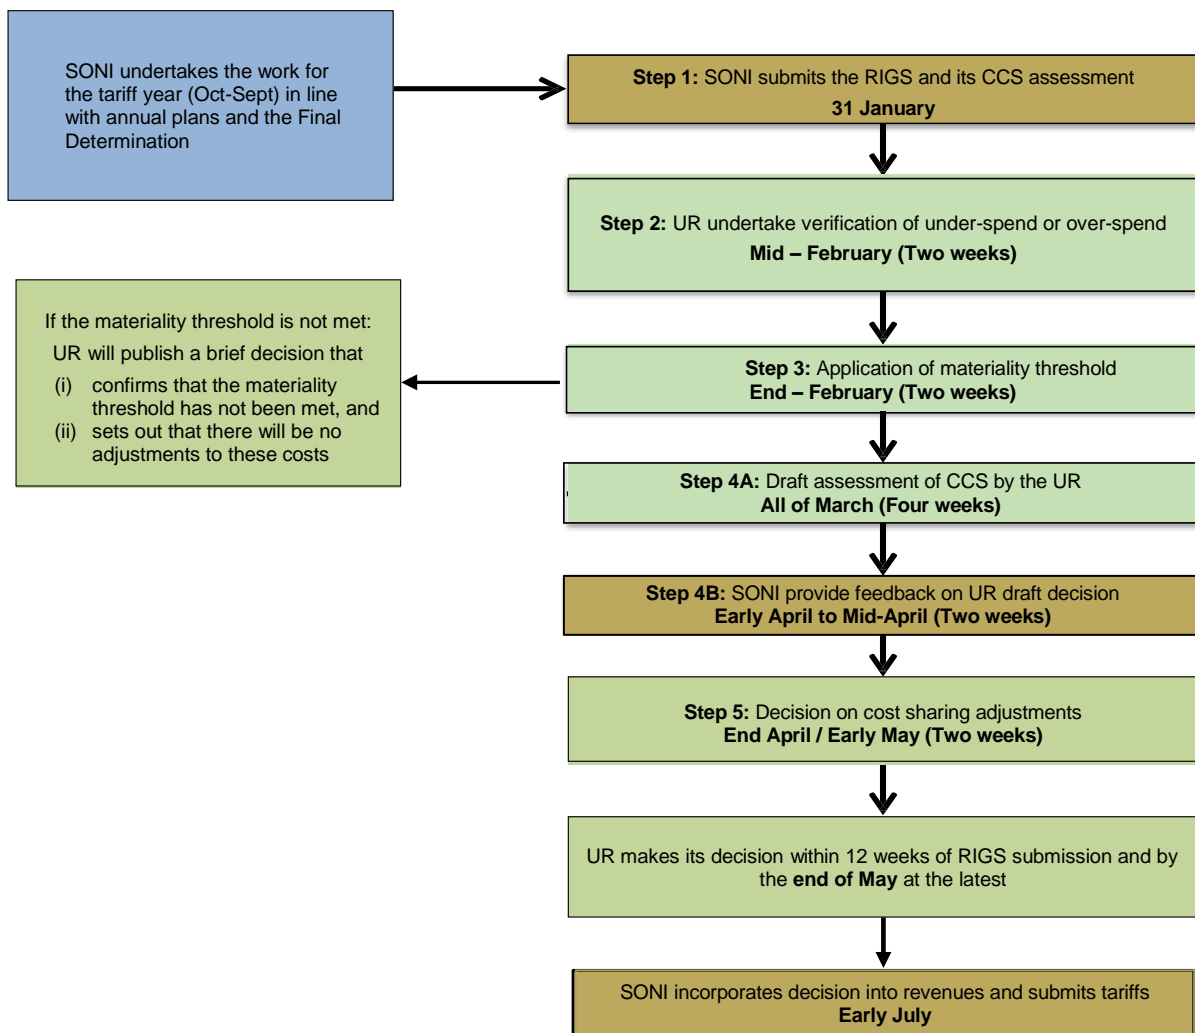 SONI undertakes the work for
the tariff year (Oct-Sept) in line
with annual plans and the Final
Determination
Step 1: SONI submits the RIGS and its CCS assessment
31 January
Step 2: UR undertake verification of under-spend or over-spend
Mid – February (Two weeks)
If the materiality threshold is not met:
UR will publish a brief decision that
(i) confirms that the materiality
threshold has not been met, and
(ii) sets out that there will be no
adjustments to these costs
Step 3: Application of materiality threshold
End – February (Two weeks)
Step 4A: Draft assessment of CCS by the UR
All of March (Four weeks)
Step 4B: SONI provide feedback on UR draft decision
Early April to Mid-April (Two weeks)
Step 5: Decision on cost sharing adjustments
End April / Early May (Two weeks)
UR makes its decision within 12 weeks of RIGS submission and by
the end of May at the latest
SONI incorporates decision into revenues and submits tariffs
Early July